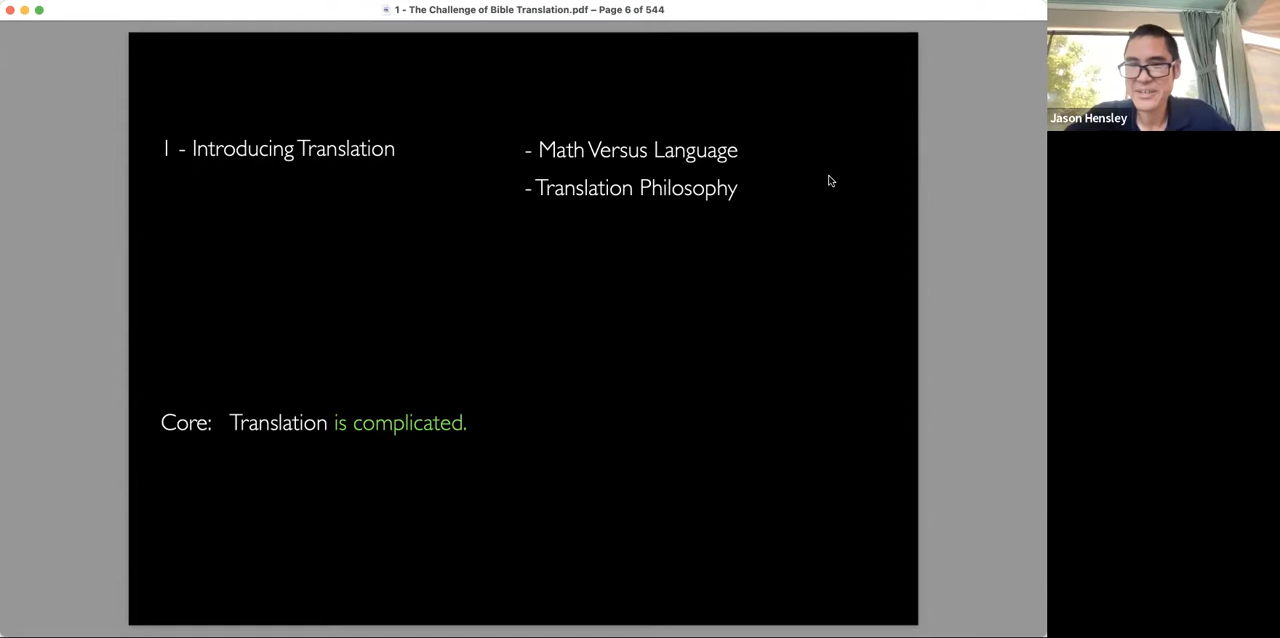 1 - The Challenge of Bible Translation.pdf – Page 6 of 544
Jason Hensley
1 - Introducing Translation
- Math Versus Language
- Translation Philosophy
Core: Translation is complicated.